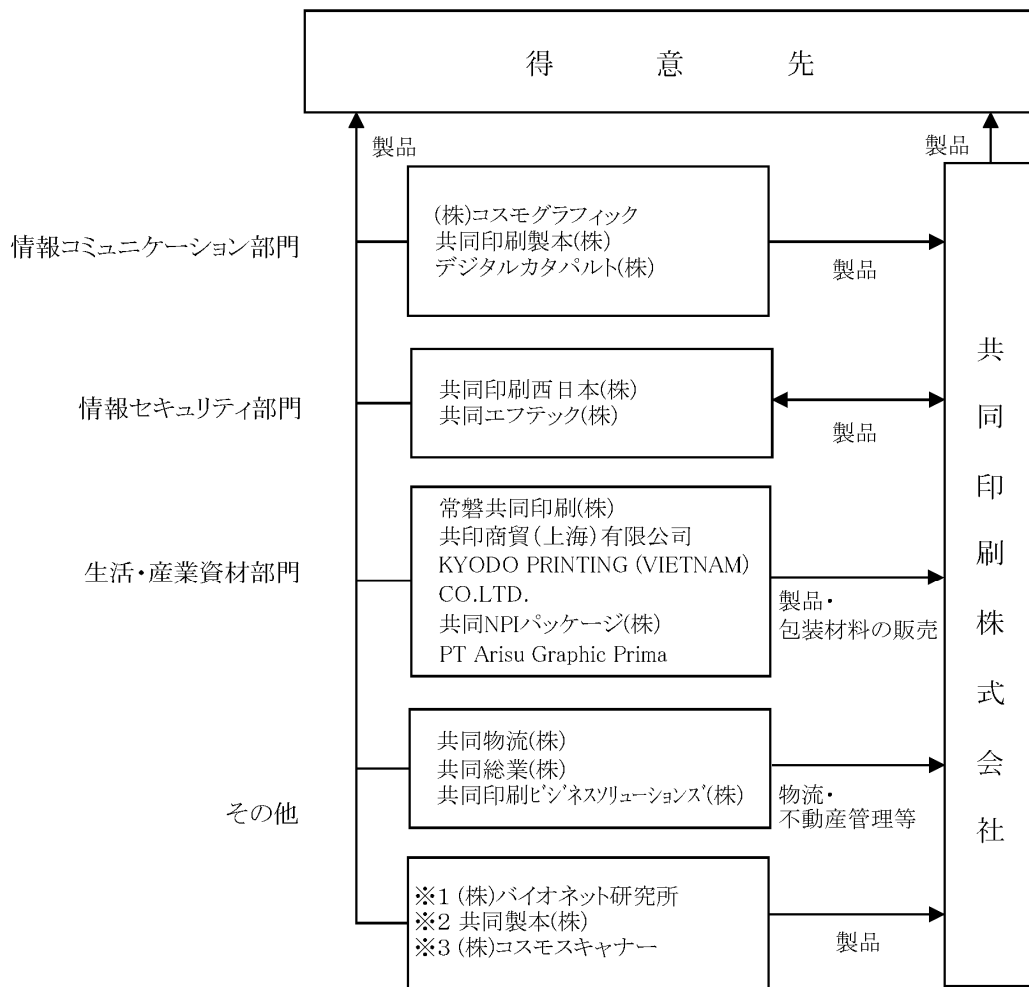 得意先
製品
製品
情報コミュニケーション部門
(株)コスモグラフィック
共同印刷製本(株)
デジタルカタパルト(株)
製品
情報セキュリティ部門
共同印刷西日本(株)
共同エフテック(株)
製品
生活・産業資材部門
常磐共同印刷(株)
共印商貿(上海)有限公司
KYODO PRINTING (VIETNAM)
CO.LTD.
共同NPIパッケージ(株)
PT Arisu Graphic Prima
製品・
包装材料の販売
その他
共同物流(株)
共同総業(株)
共同印刷ﾋﾞｼﾞﾈｽソリューションズ(株)
物流・
不動産管理等
※1 (株)バイオネット研究所
※2 共同製本(株)
※3 (株)コスモスキャナー
製品
共同印刷株式会社